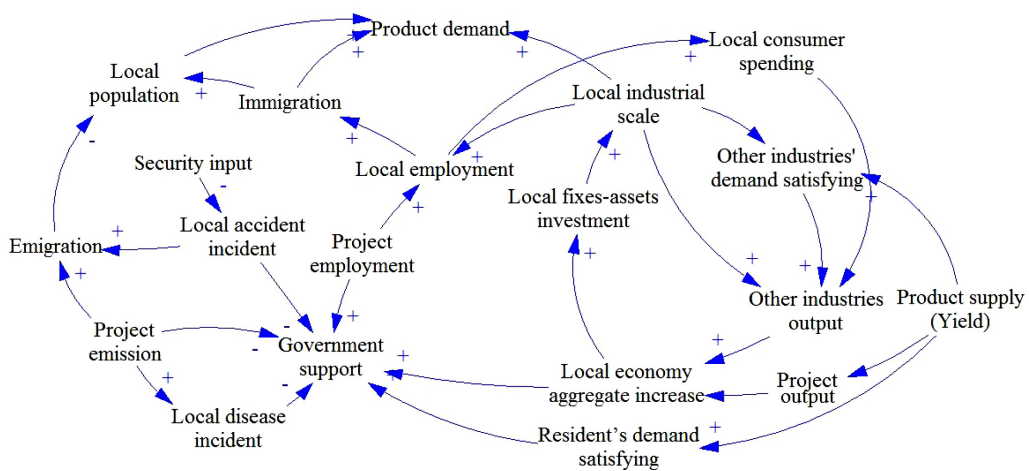 Product demand
Local consumer
spending
Local
population
Immigration
Local industrial
scale
Security input
Local employment
Other industries'
demand satisfying
Local fixes-assets
investment
Emigration
Local accident
incident
Project
employment
Other industries
output
Product supply
(Yield)
Project
emission
Government
support
Local economy
aggregate increase
Project
output
Local disease
incident
Resident's demand
satisfying